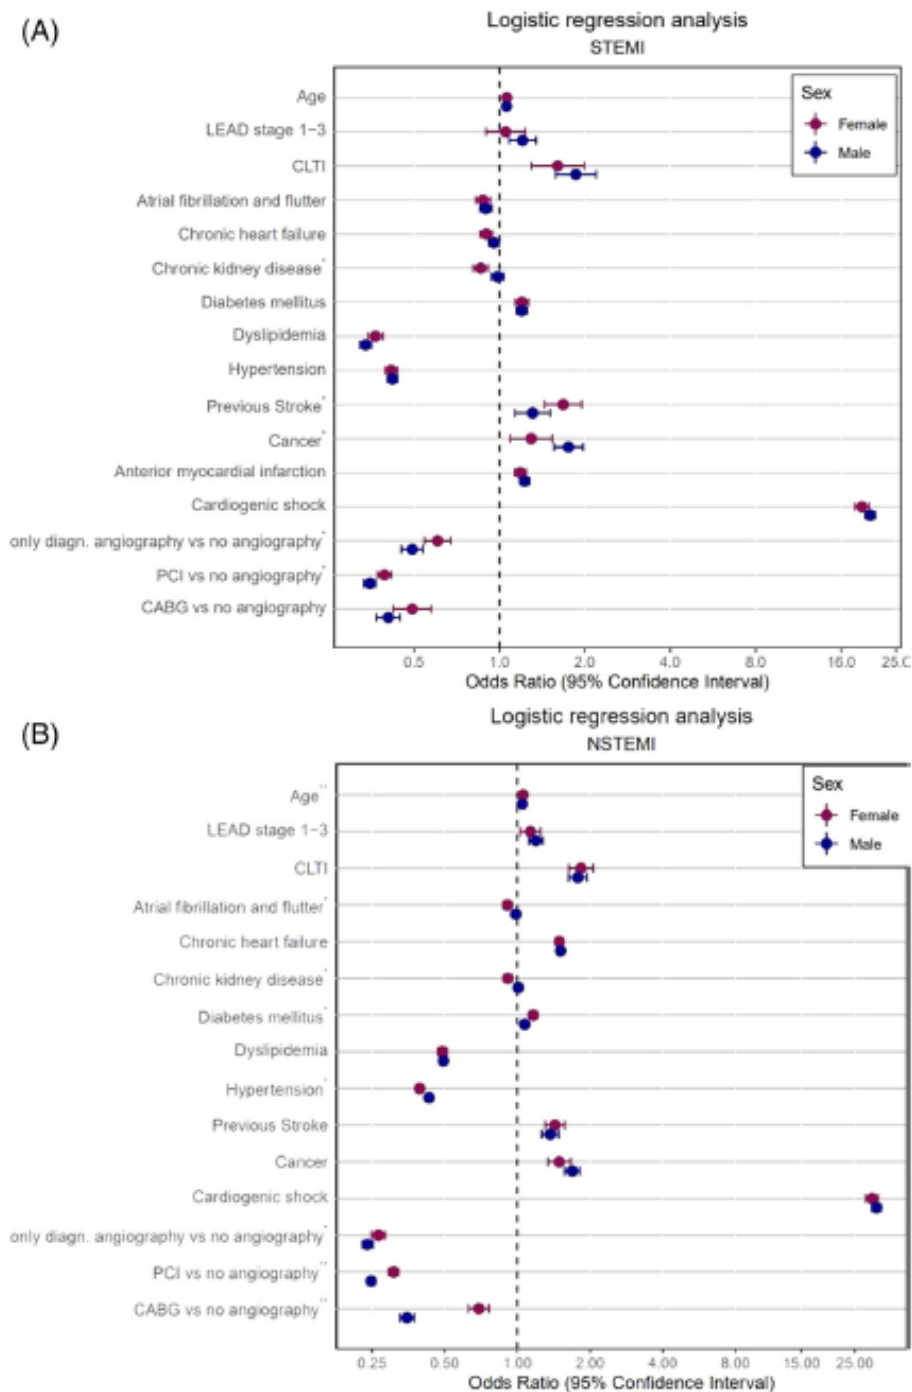 (A)
Logistic regression analysis
STEMI
Sex
Female
Male
Age
LEAD stage 1-3
CLTI
Atrial fibrillation and flutter
Chronic heart failure
Chronic kidney disease*
Diabetes mellitus
Dyslipidemia
Hypertension
Previous Stroke*
Cancer*
Anterior myocardial infarction
Cardiogenic shock
only diagn. angiography vs no angiography*
PCI vs no angiography*
CABG vs no angiography
0.5 1.0 2.0 4.0 8.0 16.0 25.0
Odds Ratio (95% Confidence Interval)
(B)
Logistic regression analysis
NSTEMI
Sex
Female
Male
Age**
LEAD stage 1-3
CLTI
Atrial fibrillation and flutter*
Chronic heart failure
Chronic kidney disease*
Diabetes mellitus*
Dyslipidemia
Hypertension*
Previous Stroke
Cancer
Cardiogenic shock
only diagn. angiography vs no angiography*
PCI vs no angiography**
CABG vs no angiography**
0.25 0.50 1.00 2.00 4.00 8.00 15.00 25.00
Odds Ratio (95% Confidence Interval)